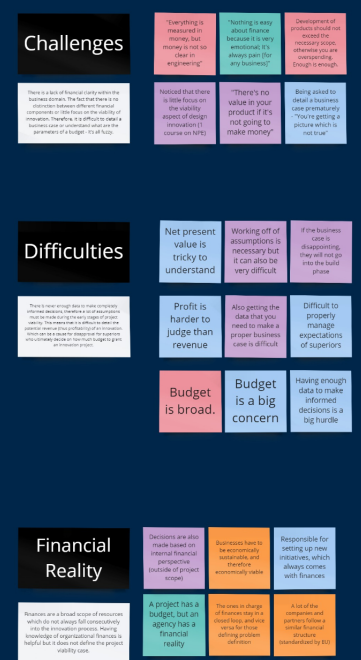 Challenges
"Everything is
measured in
money, but
money is not so
clear in
engineering"
"Nothing is easy
about finance
because it is very
emotional; it's
always pain (for
any business)"
Development of
products should not
exceed the
necessary scope,
otherwise you are
overspending.
Enough is enough.
There is a lack of financial clarity within the
business domain. The fact that there is no
distinction between different financial
components or little focus on the viability of
innovation. Therefore, it is difficult to detail a
business case or understand what are the
parameters of a budget - it's all fuzzy.
Noticed that there
is little focus on
the viability
aspect of design
innovation (1
course on NPE)
"There's no
value in your
product if it's
not going to
make money"
Being asked to
detail a business
case prematurely
- "You're getting a
picture which is
not true"
Difficulties
Net present
value is
tricky to
understand
Working off of
assumptions is
necessary but
it can also be
very difficult
If the business
case is
disappointing,
they will not go
into the build
phase
There is never enough data to make completely
informed decisions, therefore a lot of assumptions
must be made during the early stages of project
viability. This means that it is difficult to detail the
potential revenue (thus profitability) of an innovation.
Which can be a cause for disapproval for superiors
who ultimately decide on how much budget to grant
an innovation project.
Profit is
harder to
judge than
revenue
Also getting the
data that you
need to make a
proper business
case is difficult
Difficult to
properly
manage
expectations
of superiors
Budget
is broad.
Budget
is a big
concern
Having enough
data to make
informed
decisions is a
big hurdle
Financial
Reality
Decisions are also
made based on
internal financial
perspective
(outside of project
scope)
Businesses have to
be economically
sustainable, and
therefore
economically viable
Responsible for
setting up new
initiatives, which
always comes
with finances
Finances are a broad scope of resources
which do not always fall consecutively
into the innovation process. Having
knowledge of organizational finances is
helpful but it does not define the project
viability case.
A project has a
budget, but an
agency has a
financial
reality
The ones in charge
of finances stay in a
closed loop, and vice
versa for those
defining problem
definition
A lot of the
companies and
partners follow a
similar financial
structure
(standardized by EU)